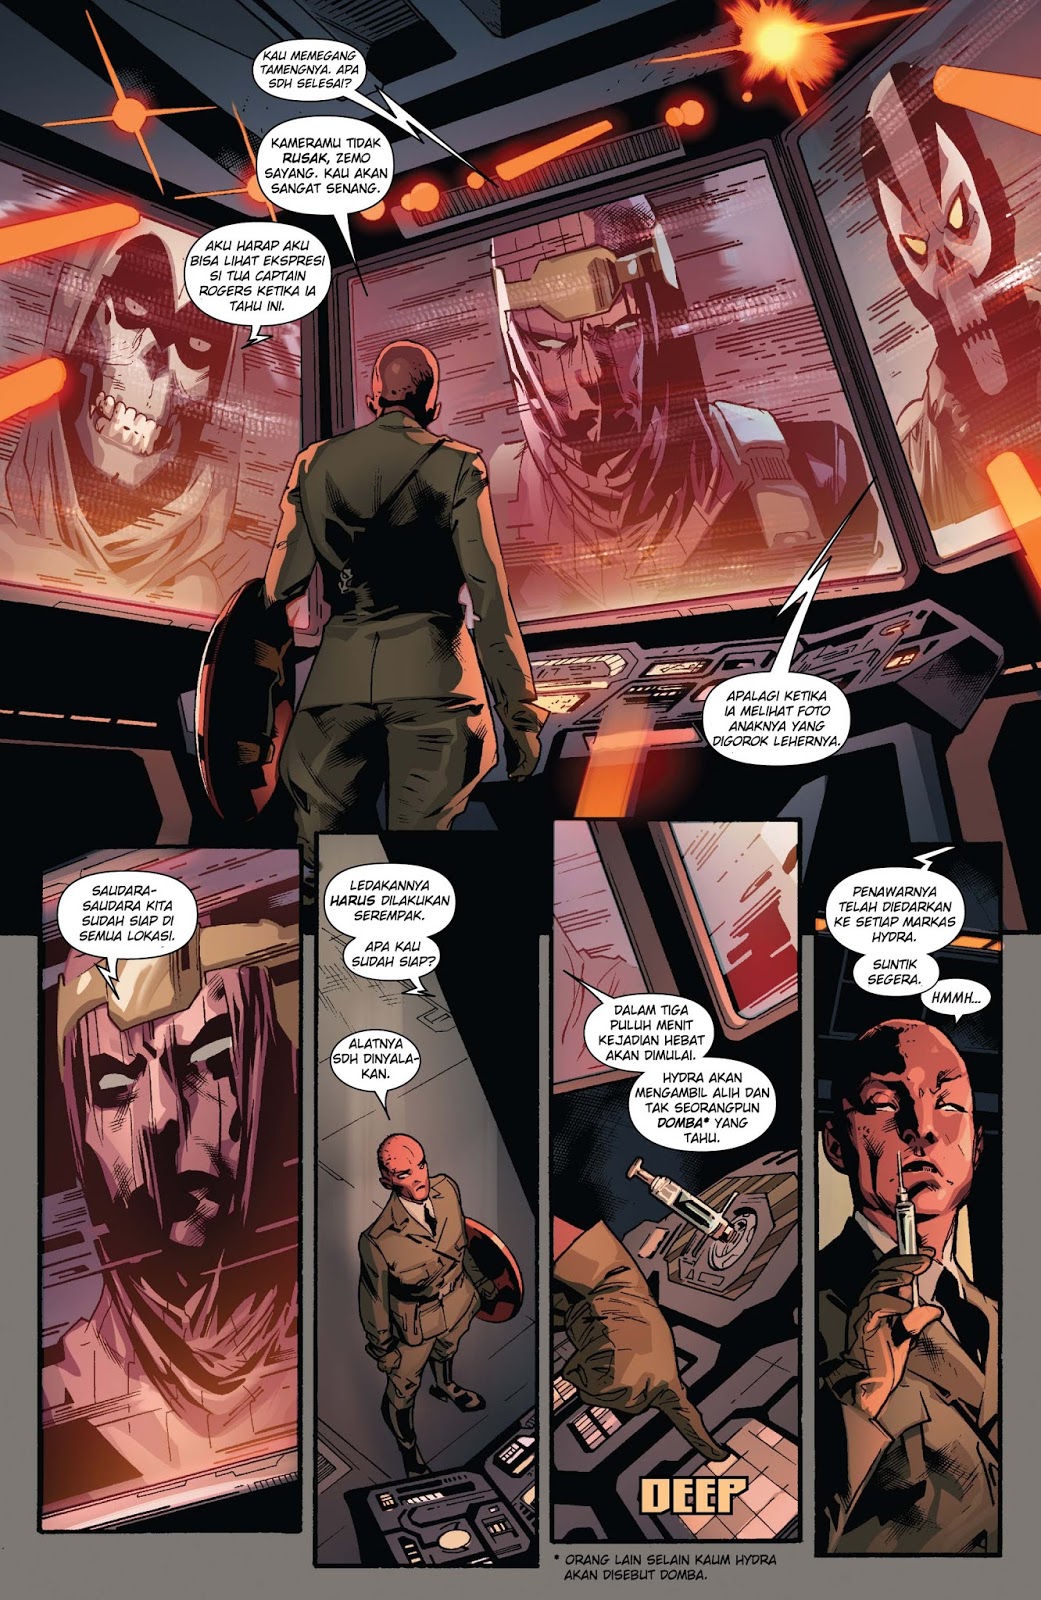 KAU MEMEGANG
TAMENGNYA. APA
SDH SELESAI?
KAMERAMU TIDAK
RUSAK, ZEMO
SAYANG. KAU AKAN
SANGAT SENANG.
AKU HARAP AKU
BISA LIHAT EKSPRESI
SI TUA CAPTAIN
ROGERS KETIKA IA
TAHU INI.
APALAGI KETIKA
IA MELIHAT FOTO
ANAKNYA YANG
DIGOROK LEHERNYA.
SAUDARA-
SAUDARA KITA
SUDAH SIAP DI
SEMUA LOKASI.
LEDAKANNYA
HARUS DILAKUKAN
SEREMPAK.
APA KAU
SUDAH SIAP?
ALATNYA
SDH DINYALA-
KAN.
DALAM TIGA
PULUH MENIT
KEJADIAN HEBAT
AKAN DIMULAI.
HYDRA AKAN
MENGAMBIL ALIH DAN
TAK SEORANGPUN
DOMBA* YANG
TAHU.
DEEP
* ORANG LAIN SELAIN KAUM HYDRA
AKAN DISEBUT DOMBA.
PENAWARNYA
TELAH DIEDARKAN
KE SETIAP MARKAS
HYDRA.
SUNTIK
SEGERA.
HMMH...